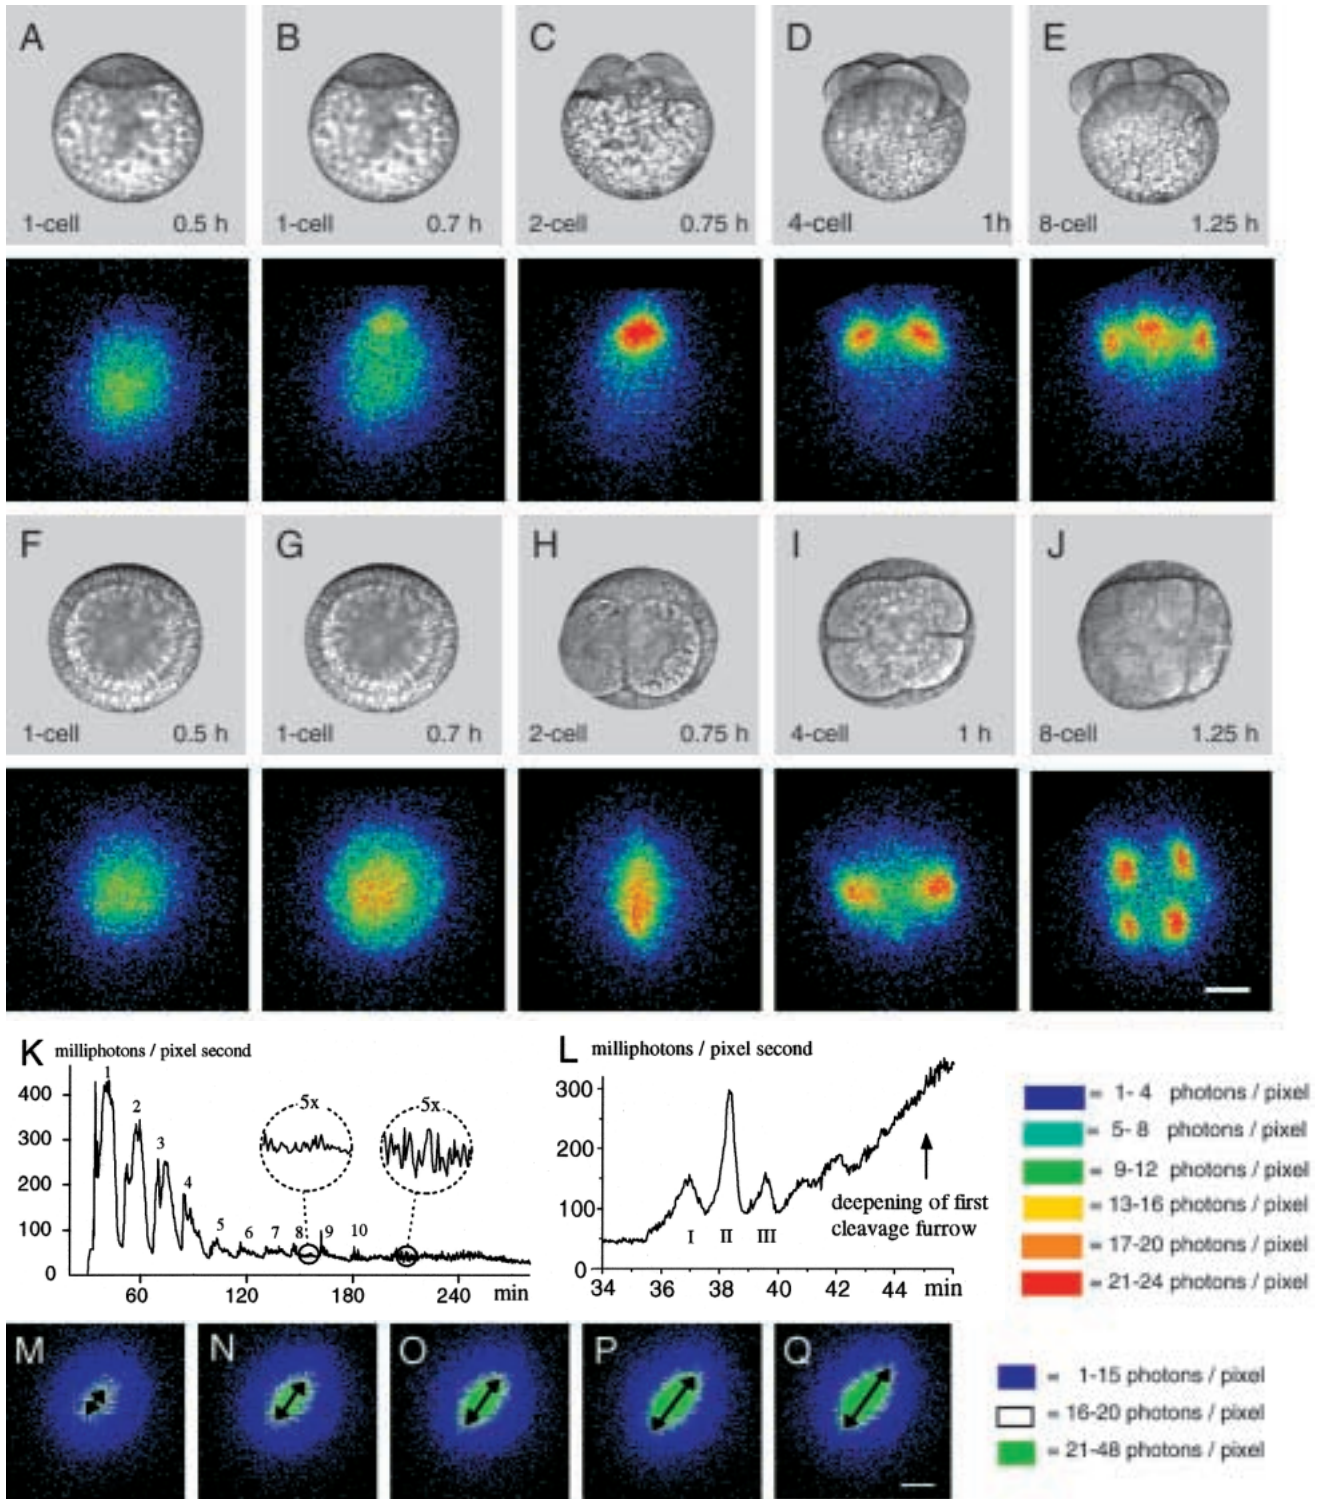 A
1-cell 0.5 h
B
1-cell 0.7 h
C
2-cell 0.75 h
D
4-cell 1h
E
8-cell 1.25 h
F
1-cell 0.5 h
G
1-cell 0.7 h
H
2-cell 0.75 h
I
4-cell 1 h
J
8-cell 1.25 h
K milliphotons / pixel second
400
300
200
100
0
60 120 180 240 min
1
2
3
4
5
6
7
8
9
10
5x
5x
L milliphotons / pixel second
300
200
100
0
34 36 38 40 42 44 min
I II III
deepening of first
cleavage furrow
= 1- 4 photons / pixel
= 5- 8 photons / pixel
= 9-12 photons / pixel
= 13-16 photons / pixel
= 17-20 photons / pixel
= 21-24 photons / pixel
M
N
O
P
Q
= 1-15 photons / pixel
= 16-20 photons / pixel
= 21-48 photons / pixel